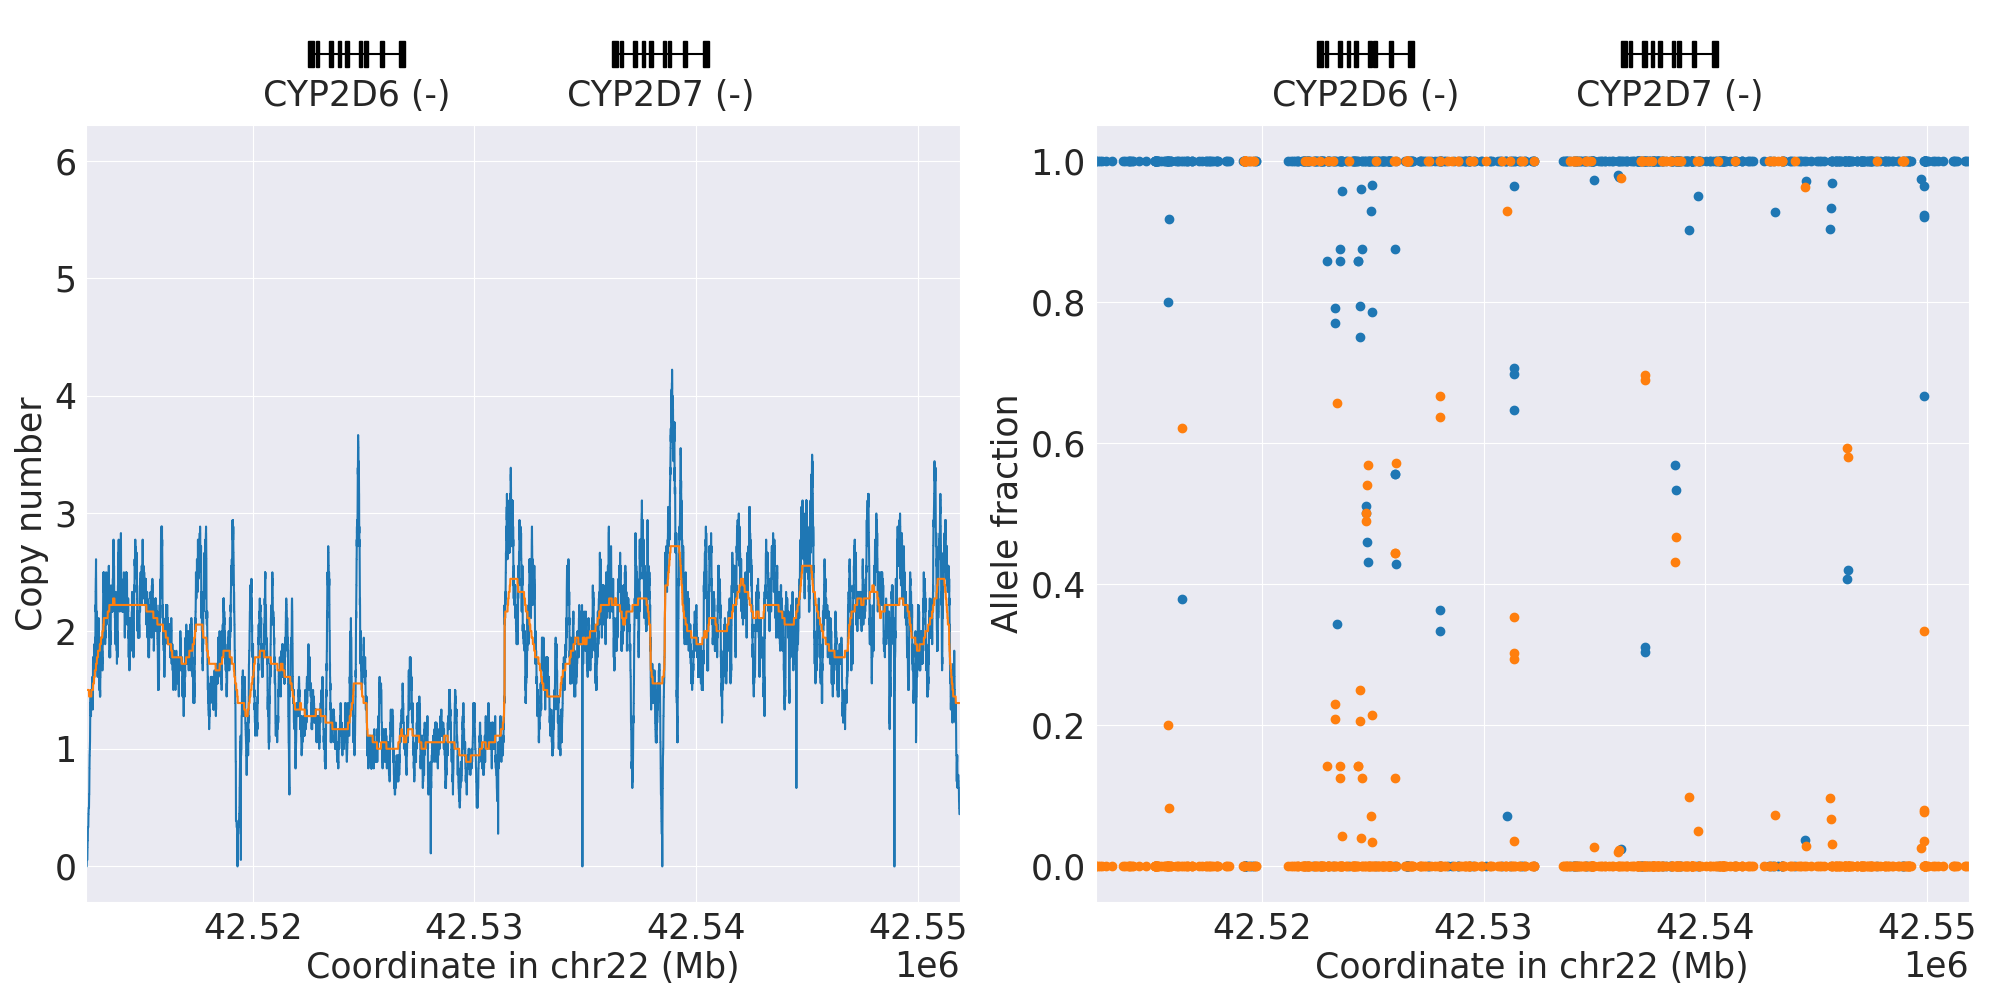 CYP2D6 (-) CYP2D7 (-)
6
5
4
3
2
1
0
Copy number
42.52 42.53 42.54 42.55
Coordinate in chr22 (Mb) 1e6
CYP2D6 (-) CYP2D7 (-)
1.0
0.8
0.6
0.4
0.2
0.0
Allele fraction
42.52 42.53 42.54 42.55
Coordinate in chr22 (Mb) 1e6